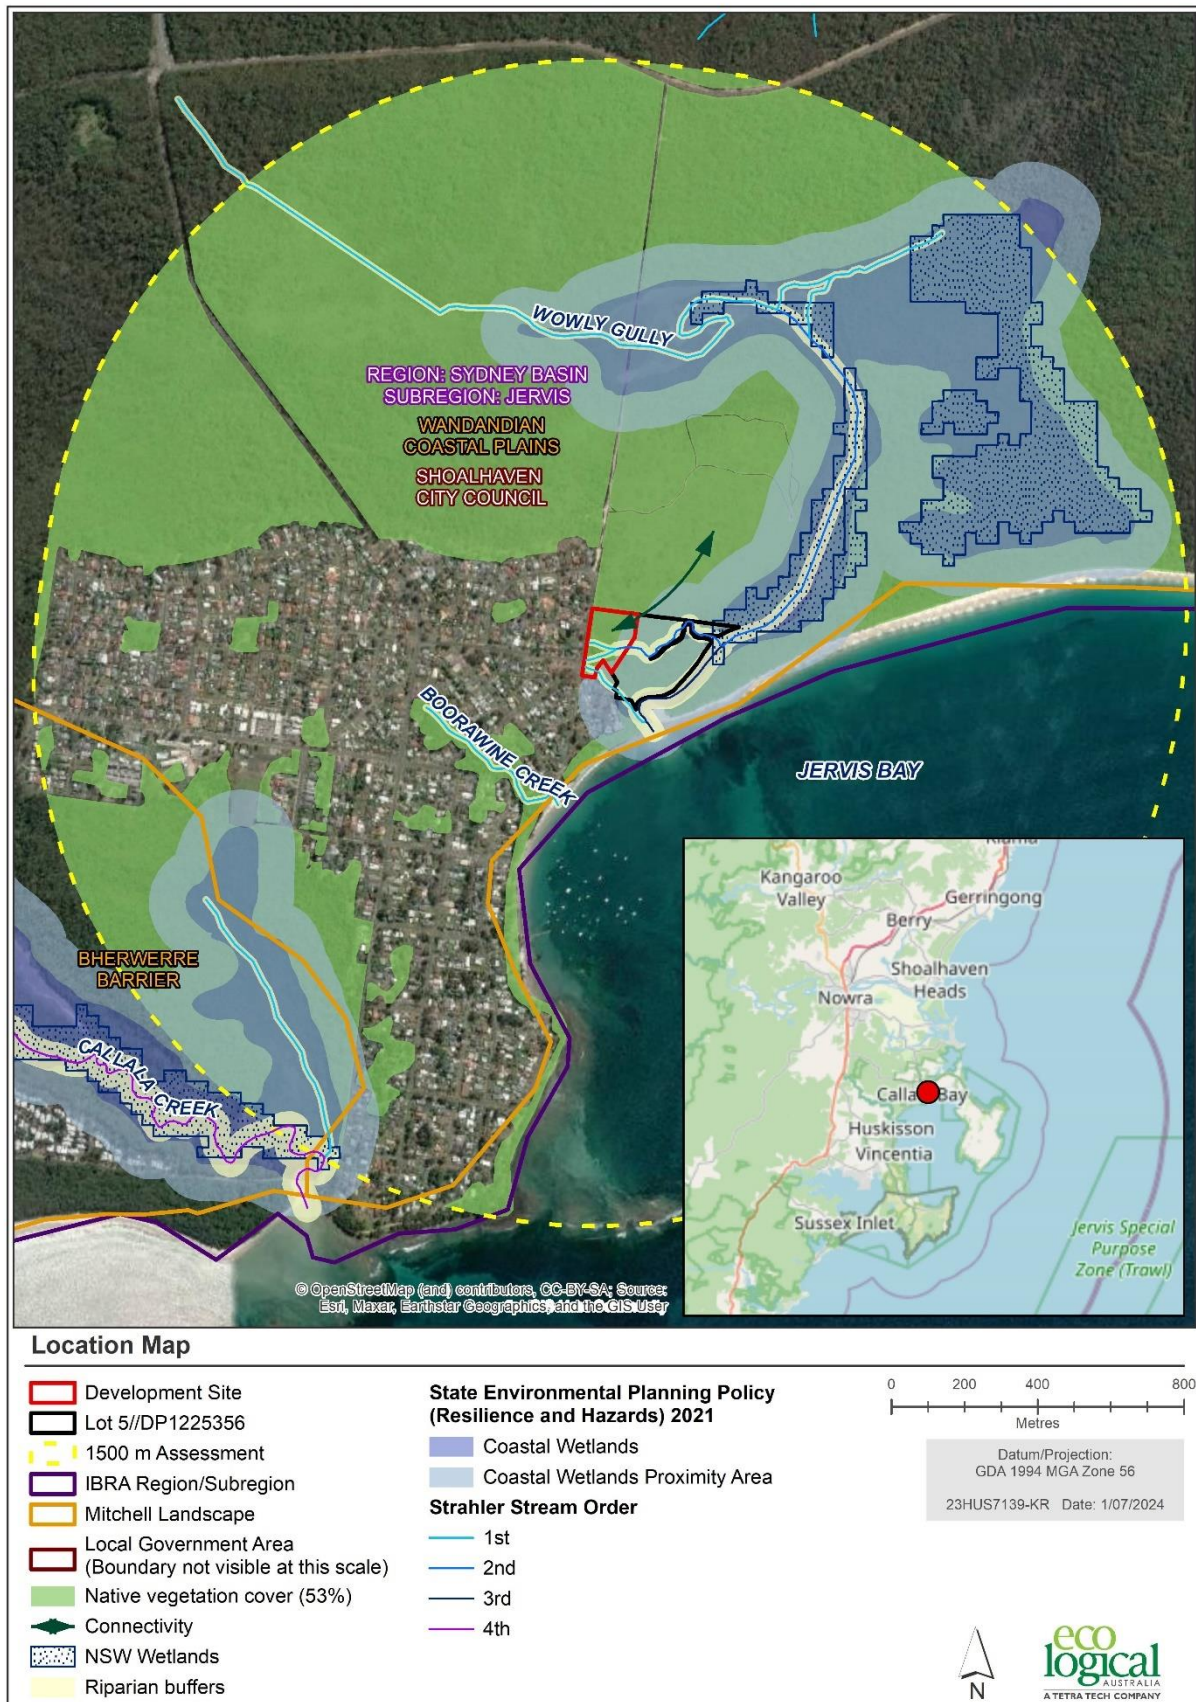 WOWLY GULLY
REGION: SYDNEY BASIN
SUBREGION: JERVIS
WANDANDIAN
COASTAL PLAINS
SHOALHAVEN
CITY COUNCIL
BOORAWINE CREEK
JERVIS BAY
BHERWERRE
BARRIER
CALLALA CREEK
Kiama
Kangaroo
Valley
Gerringong
Berry
Shoalhaven
Heads
Nowra
Calla Bay
Huskisson
Vincentia
Sussex Inlet
Jervis Special
Purpose
Zone (Trawl)
© OpenStreetMap (and) contributors, CC-BY-SA; Source:
Esri, Maxar, Earthstar Geographics, and the GIS User
Location Map
Development Site
Lot 5//DP1225356
1500 m Assessment
IBRA Region/Subregion
Mitchell Landscape
Local Government Area
(Boundary not visible at this scale)
Native vegetation cover (53%)
Connectivity
NSW Wetlands
Riparian buffers
State Environmental Planning Policy
(Resilience and Hazards) 2021
Coastal Wetlands
Coastal Wetlands Proximity Area
Strahler Stream Order
1st
2nd
3rd
4th
0 200 400 800
Metres
Datum/Projection:
GDA 1994 MGA Zone 56
23HUS7139-KR Date: 1/07/2024
N
eco
logical
AUSTRALIA
A TETRA TECH COMPANY